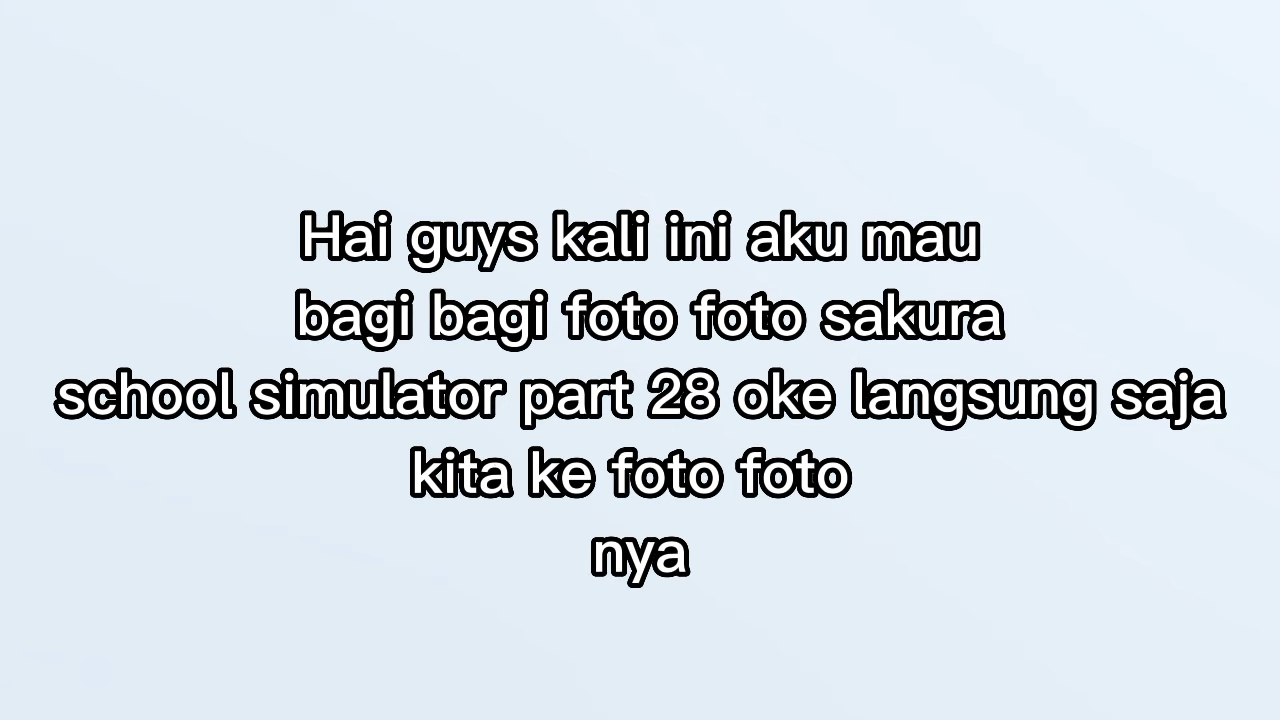 Hai guys kali ini aku mau
bagi bagi foto foto sakura
school simulator part 28 oke langsung saja
kita ke foto foto
nya